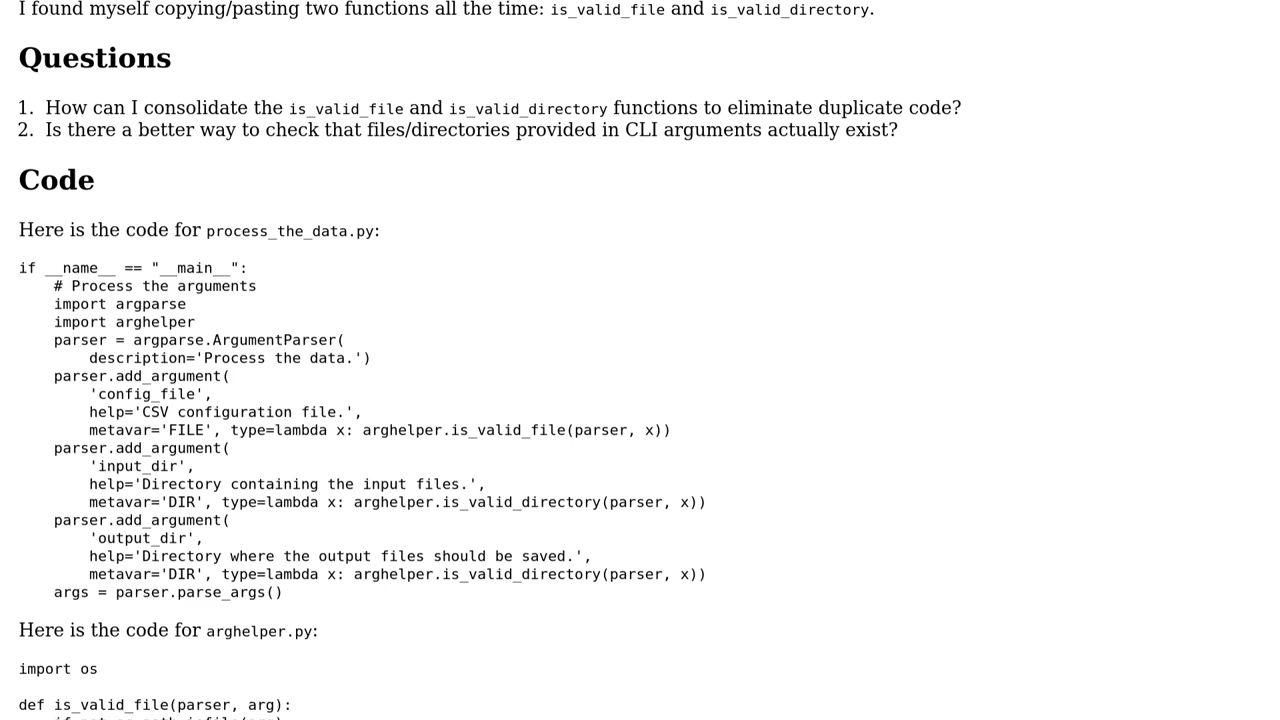 I found myself copying/pasting two functions all the time: is_valid_file and is_valid_directory.
Questions
1. How can I consolidate the is_valid_file and is_valid_directory functions to eliminate duplicate code?
2. Is there a better way to check that files/directories provided in CLI arguments actually exist?
Code
Here is the code for process_the_data.py:
if __name__ == "__main__":
    # Process the arguments
    import argparse
    import arghelper
    parser = argparse.ArgumentParser(
        description='Process the data.')
    parser.add_argument(
        'config_file',
        help='CSV configuration file.',
        metavar='FILE', type=lambda x: arghelper.is_valid_file(parser, x))
    parser.add_argument(
        'input_dir',
        help='Directory containing the input files.',
        metavar='DIR', type=lambda x: arghelper.is_valid_directory(parser, x))
    parser.add_argument(
        'output_dir',
        help='Directory where the output files should be saved.',
        metavar='DIR', type=lambda x: arghelper.is_valid_directory(parser, x))
    args = parser.parse_args()
Here is the code for arghelper.py:
import os
def is_valid_file(parser, arg):